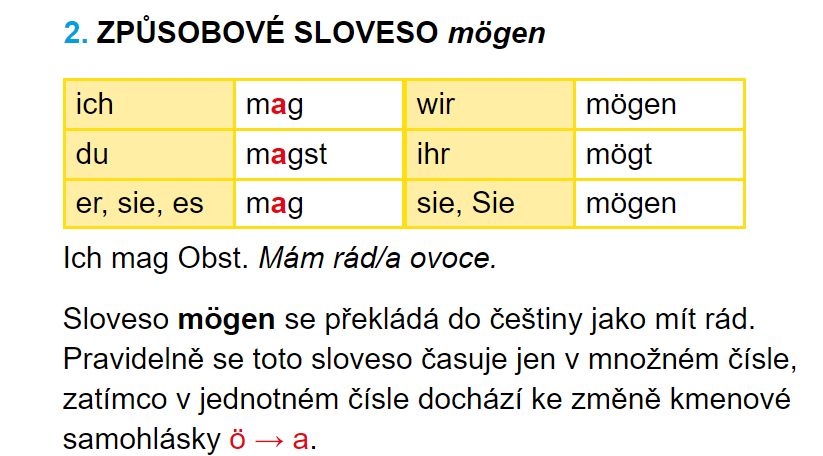 2. ZPŮSOBOVÉ SLOVESO mögen
ich mag wir mögen
du magst ihr mögt
er, sie, es mag sie, Sie mögen
Ich mag Obst. Mám rád/a ovoce.
Sloveso mögen se překládá do češtiny jako mít rád.
Pravidelně se toto sloveso časuje jen v množném čísle,
zatímco v jednotném čísle dochází ke změně kmenové
samohlásky ö → a.